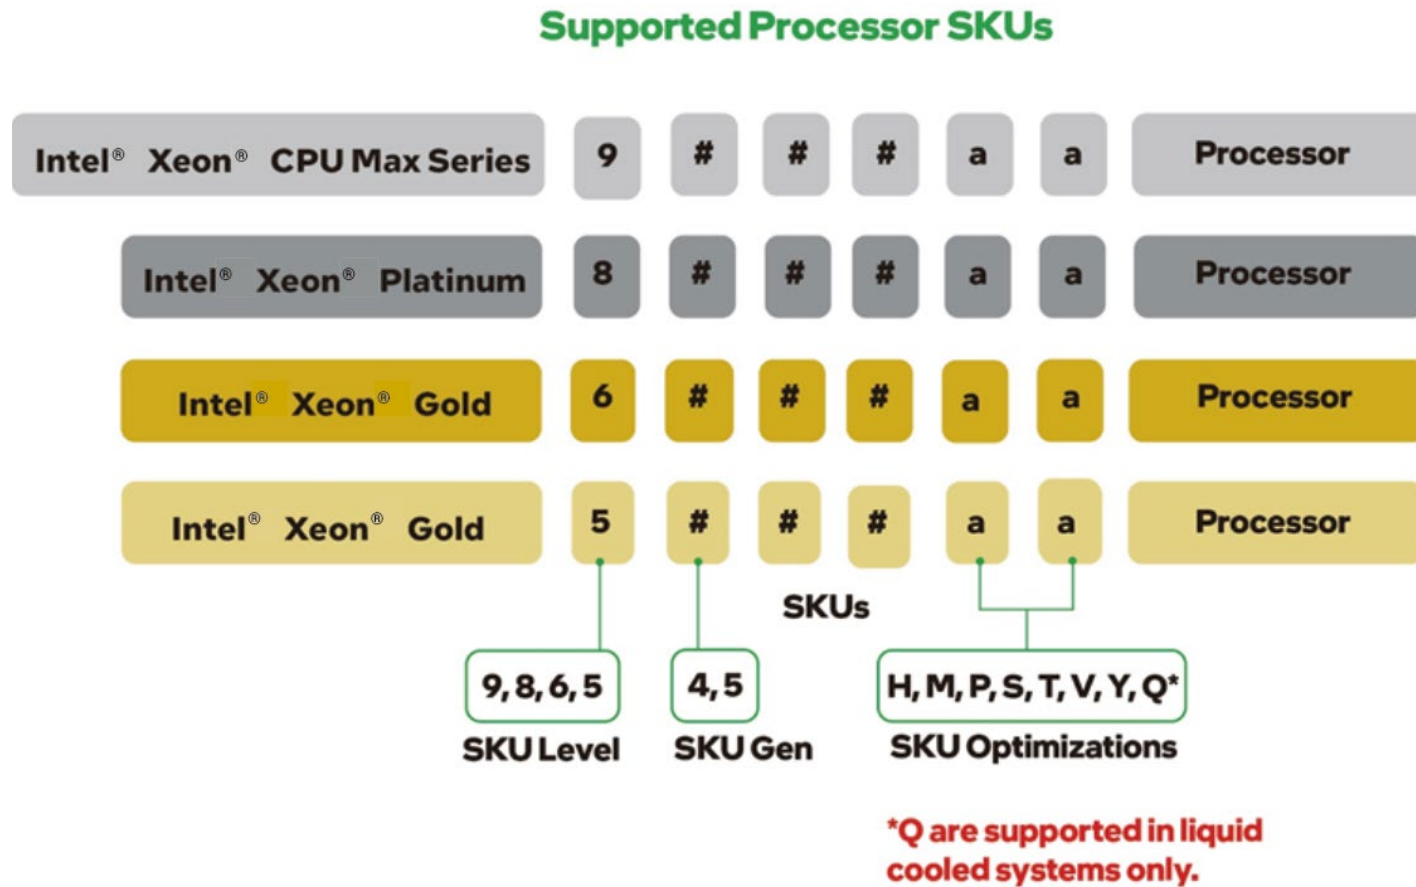 Supported Processor SKUs
Intel® Xeon® CPU Max Series 9 # # # a a Processor
Intel® Xeon® Platinum 8 # # # a a Processor
Intel® Xeon® Gold 6 # # # a a Processor
Intel® Xeon® Gold 5 # # # a a Processor
SKUs
9, 8, 6, 5 4, 5 H, M, P, S, T, V, Y, Q*
SKU Level SKU Gen SKU Optimizations
*Q are supported in liquid
cooled systems only.